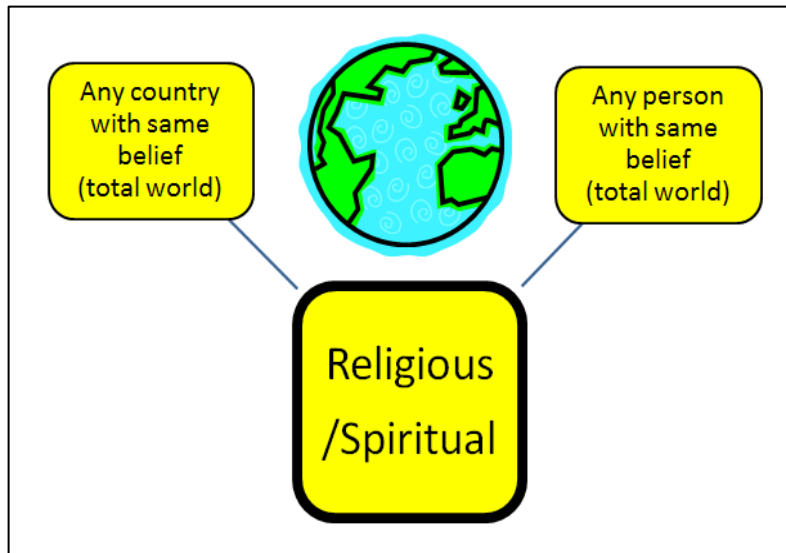 Any country
with same
belief
(total world)
Any person
with same
belief
(total world)
Religious
/Spiritual